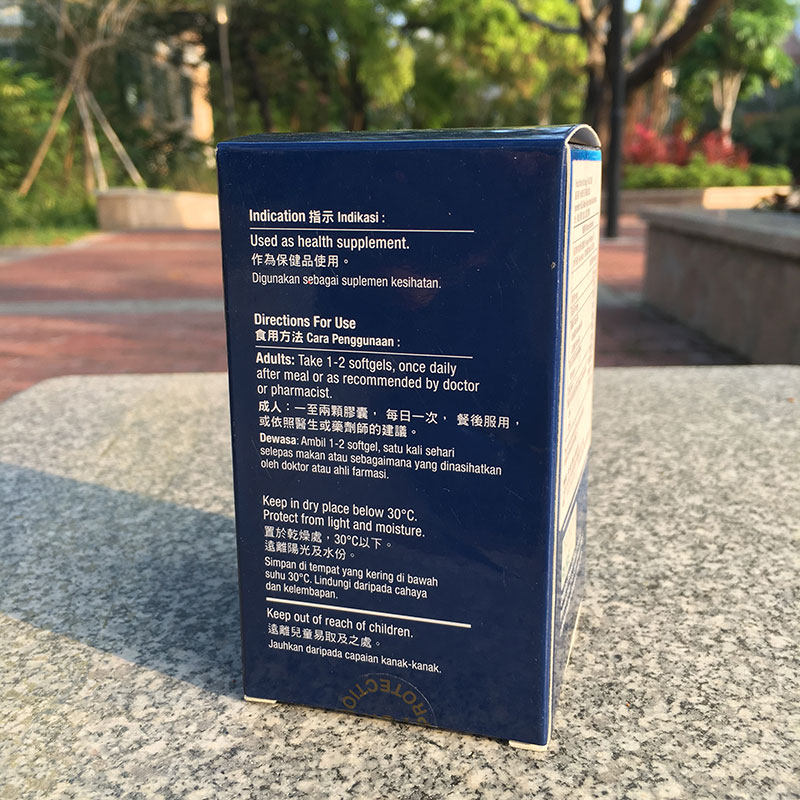 Indication 指示 Indikasi :
Used as health supplement.
作為保健品使用。
Digunakan sebagai suplemen kesihatan.
Directions For Use
食用方法 Cara Penggunaan :
Adults: Take 1-2 softgels, once daily
after meal or as recommended by doctor
or pharmacist.
成人：一至兩顆膠囊， 每日一次， 餐後服用，
或依照醫生或藥劑師的建議。
Dewasa: Ambil 1-2 softgel, satu kali sehari
selepas makan atau sebagaimana yang dinasihatkan
oleh doktor atau ahli farmasi.
Keep in dry place below 30°C.
Protect from light and moisture.
置於乾燥處，30°C以下。
遠離陽光及水份。
Simpan di tempat yang kering di bawah
suhu 30°C. Lindungi daripada cahaya
dan kelembapan.
Keep out of reach of children.
遠離兒童易取及之處。
Jauhkan daripada capaian kanak-kanak.
PROTECTIO